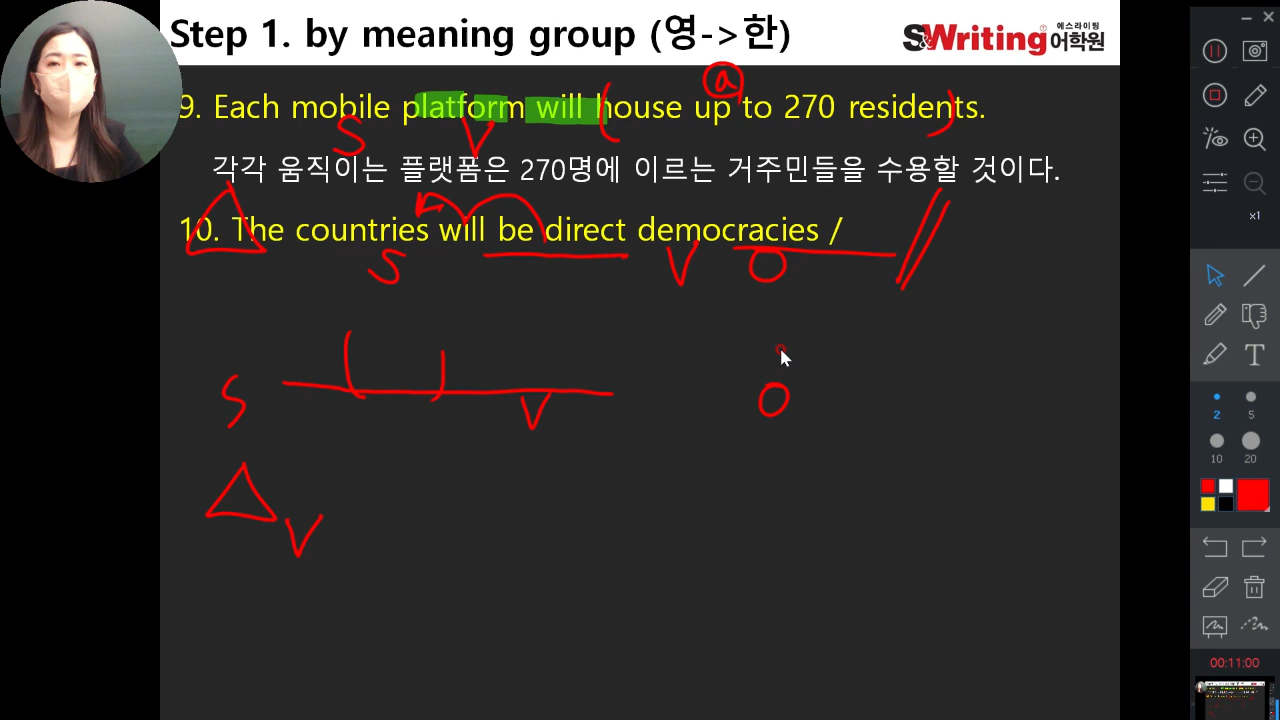 Step 1. by meaning group (영->한)
에스라이팅
S&Writing 어학원
ⓐ
9. Each mobile platform will house up to 270 residents.
S V
각각 움직이는 플랫폼은 270명에 이르는 거주민들을 수용할 것이다.
10. The countries will be direct democracies /
S V O
S V O
V
x1
2 5
10 20
00:11:00